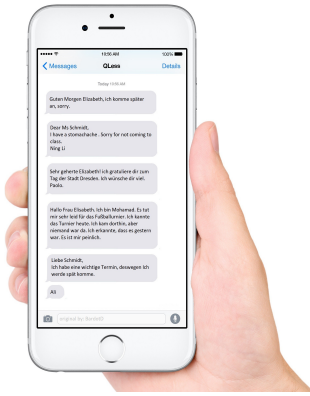 10:56 AM
100%
Messages
QLess
Details
Today 10:55 AM
Guten Morgen Elizabeth, ich komme später
an, sorry.
Dear Ms Schmidt,
I have a stomachache . Sorry for not coming to
class.
Ning Li
Sehr geherte Elizabeth! ich gratuliere dir zum
Tag der Stadt Dresden. Ich wünsche dir viel.
Paolo.
Hallo Frau Elisabeth. Ich bin Mohamad. Es tut
mir sehr leid für das Fußballturnier. Ich kannte
das Turnier heute. Ich kam dorthin, aber
niemand war da. Ich erkannte, dass es gestern
war. Es ist mir peinlich.
Liebe Schmidt,
Ich habe eine wichtige Termin, deswegen Ich
werde spät komme.
Ali